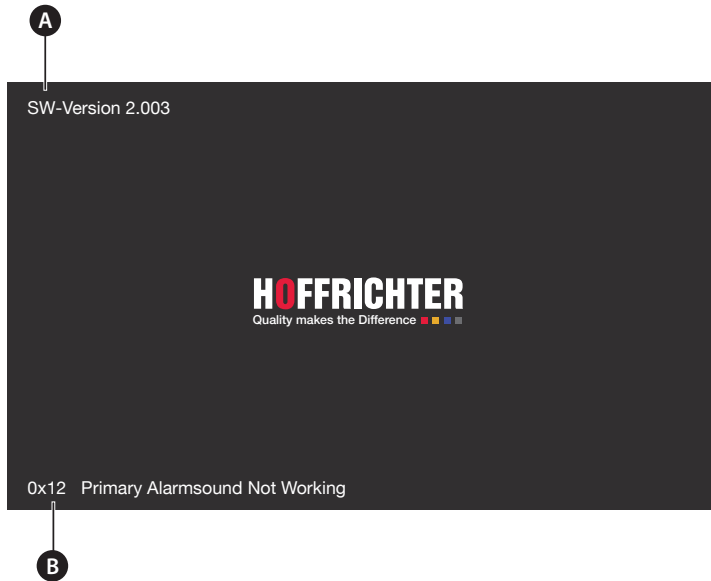 A
SW-Version 2.003
HOFFRICHTER
Quality makes the Difference
0x12 Primary Alarmsound Not Working
B